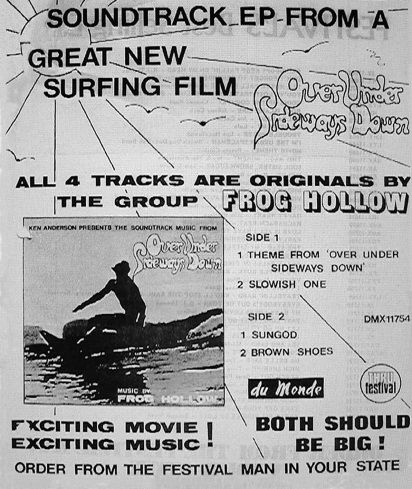 SOUNDTRACK EP FROM A
GREAT NEW
SURFING FILM
Over Under
Sideways Down
ALL 4 TRACKS ARE ORIGINALS BY
THE GROUP FROG HOLLOW
KEN ANDERSON PRESENTS THE SOUNDTRACK MUSIC FROM
Over Under
Sideways Down
MUSIC BY
FROG HOLLOW
SIDE 1
1 THEME FROM 'OVER UNDER
SIDEWAYS DOWN'
2 SLOWISH ONE
SIDE 2
DMX11754
1 SUNGOD
2 BROWN SHOES
du Monde
THRU
festival
EXCITING MOVIE !
EXCITING MUSIC !
BOTH SHOULD
BE BIG !
ORDER FROM THE FESTIVAL MAN IN YOUR STATE